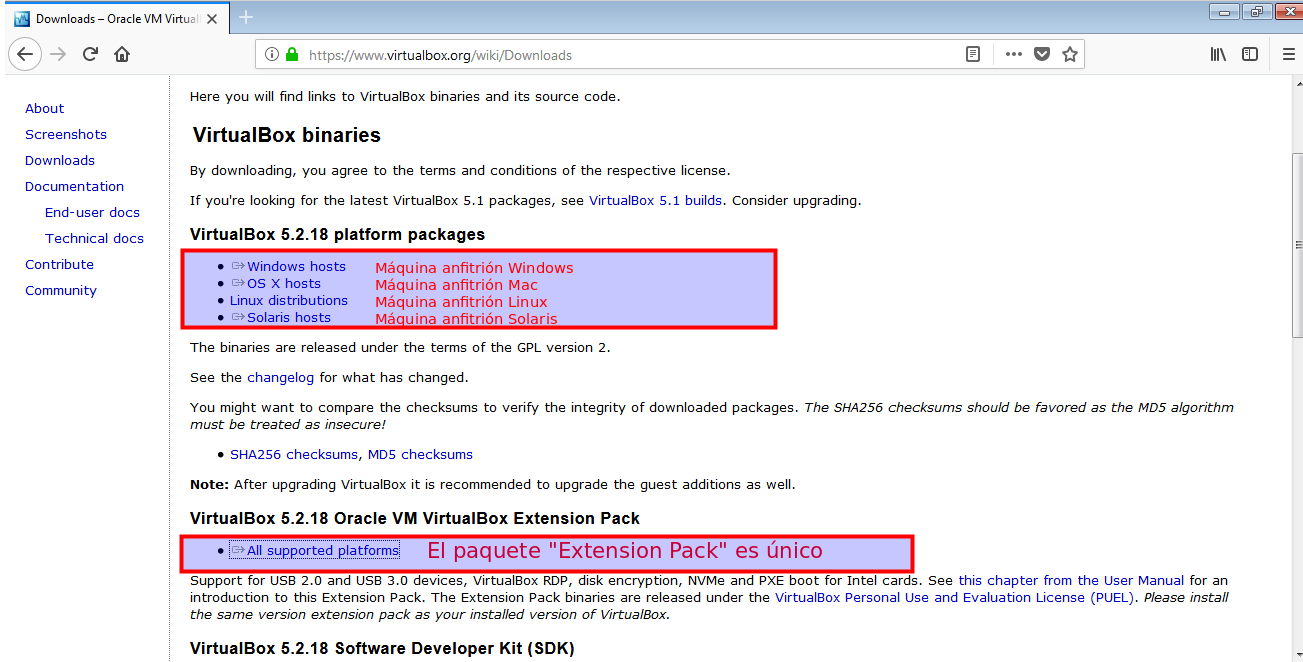 Downloads – Oracle VM Virtual
https://www.virtualbox.org/wiki/Downloads
About
Screenshots
Downloads
Documentation
End-user docs
Technical docs
Contribute
Community
Here you will find links to VirtualBox binaries and its source code.
VirtualBox binaries
By downloading, you agree to the terms and conditions of the respective license.
If you're looking for the latest VirtualBox 5.1 packages, see VirtualBox 5.1 builds. Consider upgrading.
VirtualBox 5.2.18 platform packages
Windows hosts Máquina anfitrión Windows
OS X hosts Máquina anfitrión Mac
Linux distributions Máquina anfitrión Linux
Solaris hosts Máquina anfitrión Solaris
The binaries are released under the terms of the GPL version 2.
See the changelog for what has changed.
You might want to compare the checksums to verify the integrity of downloaded packages. The SHA256 checksums should be favored as the MD5 algorithm
must be treated as insecure!
SHA256 checksums, MD5 checksums
Note: After upgrading VirtualBox it is recommended to upgrade the guest additions as well.
VirtualBox 5.2.18 Oracle VM VirtualBox Extension Pack
All supported platforms El paquete "Extension Pack" es único
Support for USB 2.0 and USB 3.0 devices, VirtualBox RDP, disk encryption, NVMe and PXE boot for Intel cards. See this chapter from the User Manual for an
introduction to this Extension Pack. The Extension Pack binaries are released under the VirtualBox Personal Use and Evaluation License (PUEL). Please install
the same version extension pack as your installed version of VirtualBox.
VirtualBox 5.2.18 Software Developer Kit (SDK)